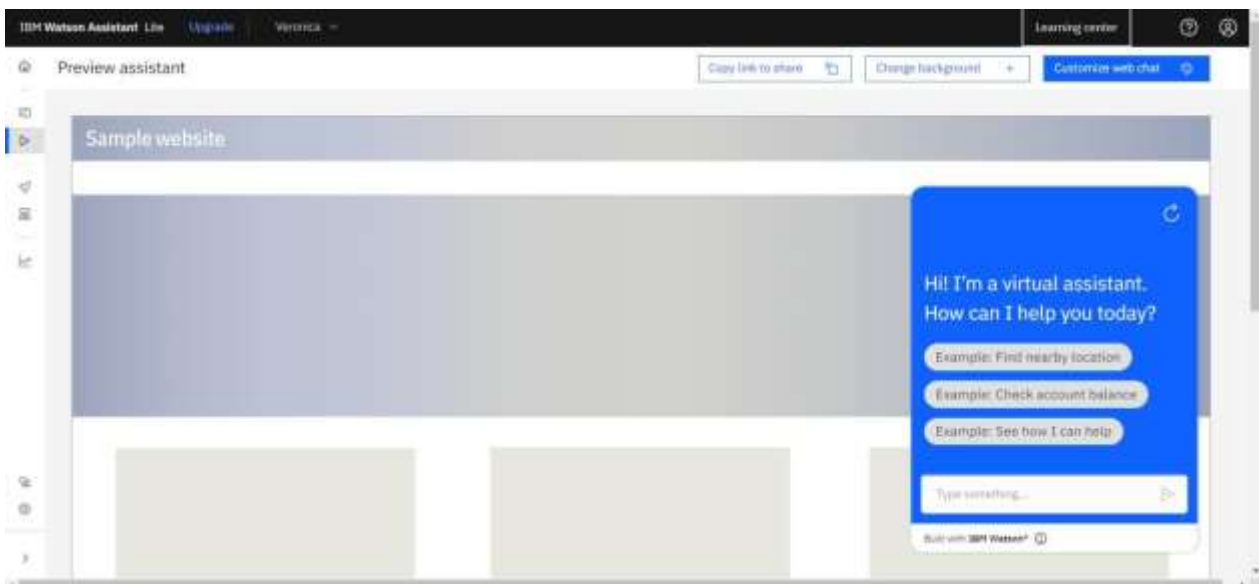 IBM Watson Assistant Lite Upgrade Veronica Learning center
Preview assistant Copy link to share Change background + Customize web chat
Sample website
Hi! I'm a virtual assistant.
How can I help you today?
Example: Find nearby location
Example: Check account balance
Example: See how I can help
Type something...
Built with IBM Watson®